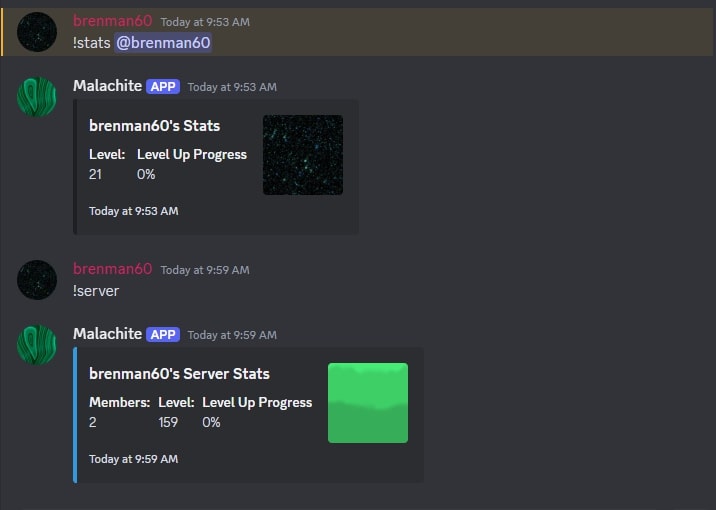 brenman60 Today at 9:53 AM
!stats @brenman60
Malachite APP Today at 9:53 AM
brenman60's Stats
Level: Level Up Progress
21 0%
Today at 9:53 AM
brenman60 Today at 9:59 AM
!server
Malachite APP Today at 9:59 AM
brenman60's Server Stats
Members: Level: Level Up Progress
2 159 0%
Today at 9:59 AM